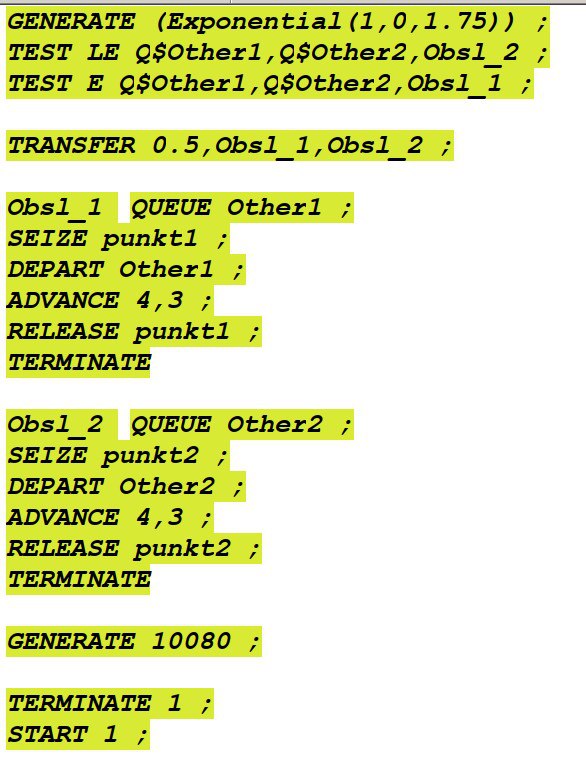 GENERATE (Exponential(1,0,1.75)) ;
TEST LE Q$Other1,Q$Other2,Obsl_2 ;
TEST E Q$Other1,Q$Other2,Obsl_1 ;
TRANSFER 0.5,Obsl_1,Obsl_2 ;
Obsl_1 QUEUE Other1 ;
SEIZE punkt1 ;
DEPART Other1 ;
ADVANCE 4,3 ;
RELEASE punkt1 ;
TERMINATE
Obsl_2 QUEUE Other2 ;
SEIZE punkt2 ;
DEPART Other2 ;
ADVANCE 4,3 ;
RELEASE punkt2 ;
TERMINATE
GENERATE 10080 ;
TERMINATE 1 ;
START 1 ;